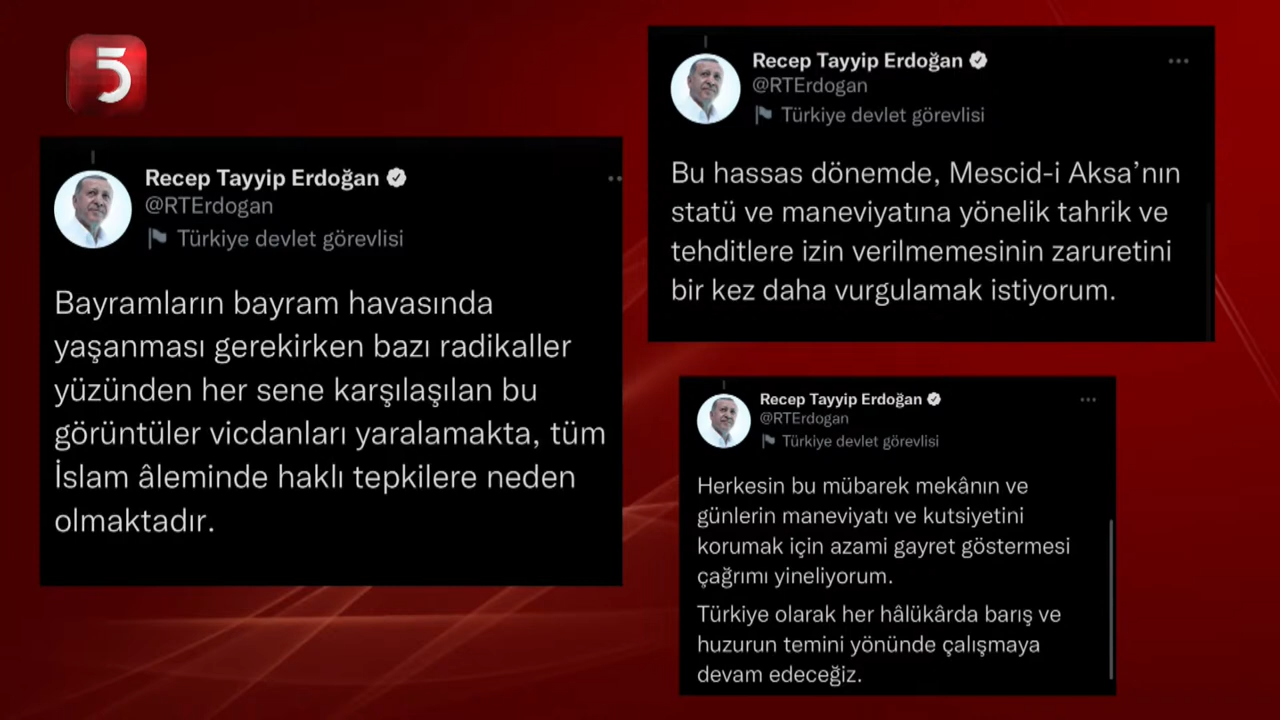 5
Recep Tayyip Erdoğan
@RTErdogan
Türkiye devlet görevlisi
Bayramların bayram havasında
yaşanması gerekirken bazı radikaller
yüzünden her sene karşılaşılan bu
görüntüler vicdanları yaralamakta, tüm
İslam âleminde haklı tepkilere neden
olmaktadır.
Recep Tayyip Erdoğan
@RTErdogan
Türkiye devlet görevlisi
Bu hassas dönemde, Mescid-i Aksa’nın
statü ve maneviyatına yönelik tahrik ve
tehditlere izin verilmemesinin zaruretini
bir kez daha vurgulamak istiyorum.
Recep Tayyip Erdoğan
@RTErdogan
Türkiye devlet görevlisi
Herkesin bu mübarek mekânın ve
günlerin maneviyatı ve kutsiyetini
korumak için azami gayret göstermesi
çağrımı yineliyorum.
Türkiye olarak her hâlükârda barış ve
huzurun temini yönünde çalışmaya
devam edeceğiz.